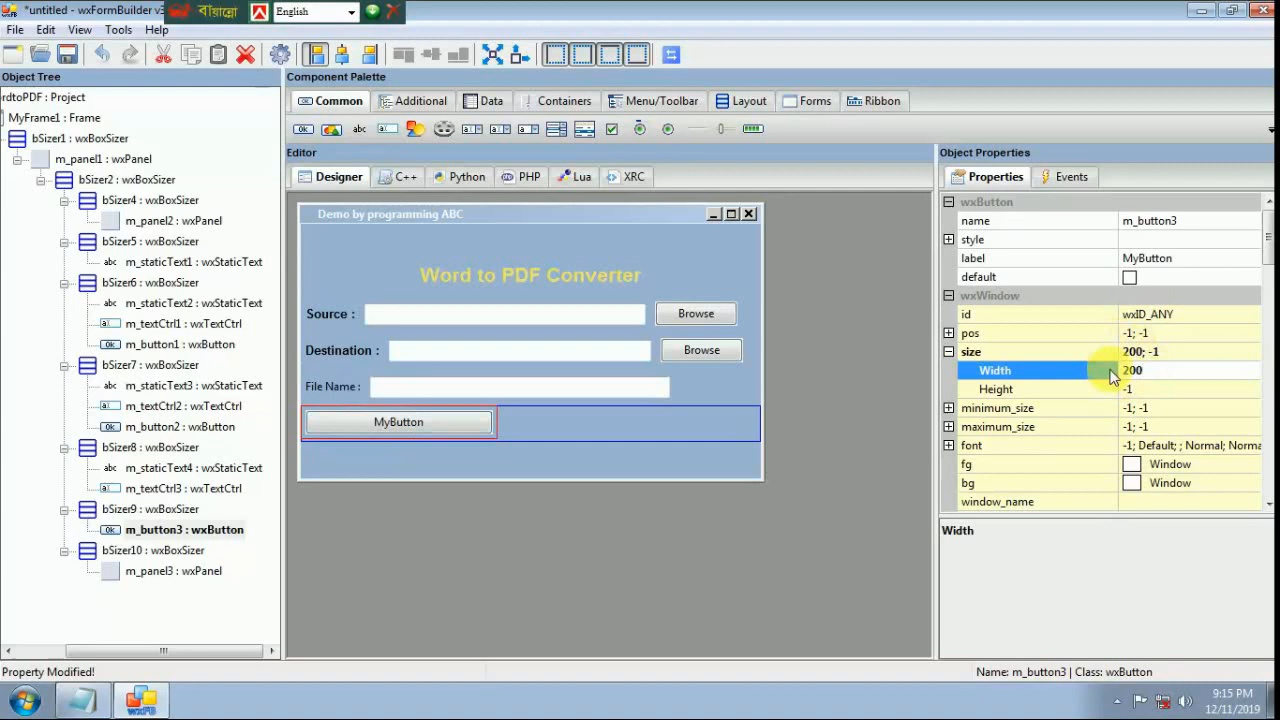 *untitled - wxFormBuilder v3
বায়ান্নো
English
File Edit View Tools Help
Object Tree
rdtoPDF : Project
MyFrame1 : Frame
bSizer1 : wxBoxSizer
m_panel1 : wxPanel
bSizer2 : wxBoxSizer
bSizer4 : wxBoxSizer
m_panel2 : wxPanel
bSizer5 : wxBoxSizer
m_staticText1 : wxStaticText
bSizer6 : wxBoxSizer
m_staticText2 : wxStaticText
m_textCtrl1 : wxTextCtrl
m_button1 : wxButton
bSizer7 : wxBoxSizer
m_staticText3 : wxStaticText
m_textCtrl2 : wxTextCtrl
m_button2 : wxButton
bSizer8 : wxBoxSizer
m_staticText4 : wxStaticText
m_textCtrl3 : wxTextCtrl
bSizer9 : wxBoxSizer
m_button3 : wxButton
bSizer10 : wxBoxSizer
m_panel3 : wxPanel
Component Palette
Common Additional Data Containers Menu/Toolbar Layout Forms Ribbon
Editor
Designer C++ Python PHP Lua XRC
Demo by programming ABC
Word to PDF Converter
Source : Browse
Destination : Browse
File Name :
MyButton
Object Properties
Properties Events
wxButton
name m_button3
style
label MyButton
default
wxWindow
id wxID_ANY
pos -1; -1
size 200; -1
Width 200
Height -1
minimum_size -1; -1
maximum_size -1; -1
font -1; Default; ; Normal; Norma
fg Window
bg Window
window_name
Width
Property Modified!
Name: m_button3 | Class: wxButton
9:15 PM
12/11/2019